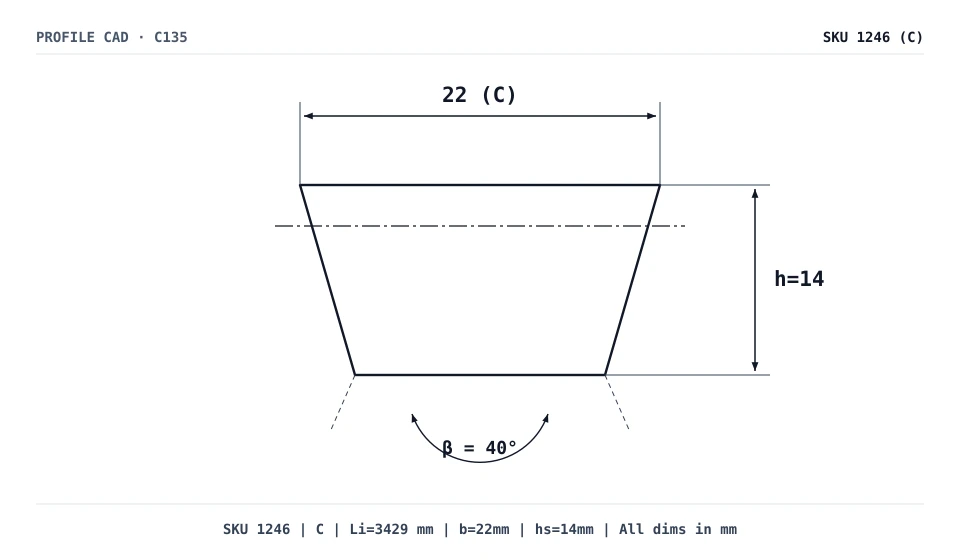 PROFILE CAD · C135
SKU 1246 (C)
22 (C)
h=14
β = 40°
SKU 1246 | C | Li=3429 mm | b=22mm | hs=14mm | All dims in mm